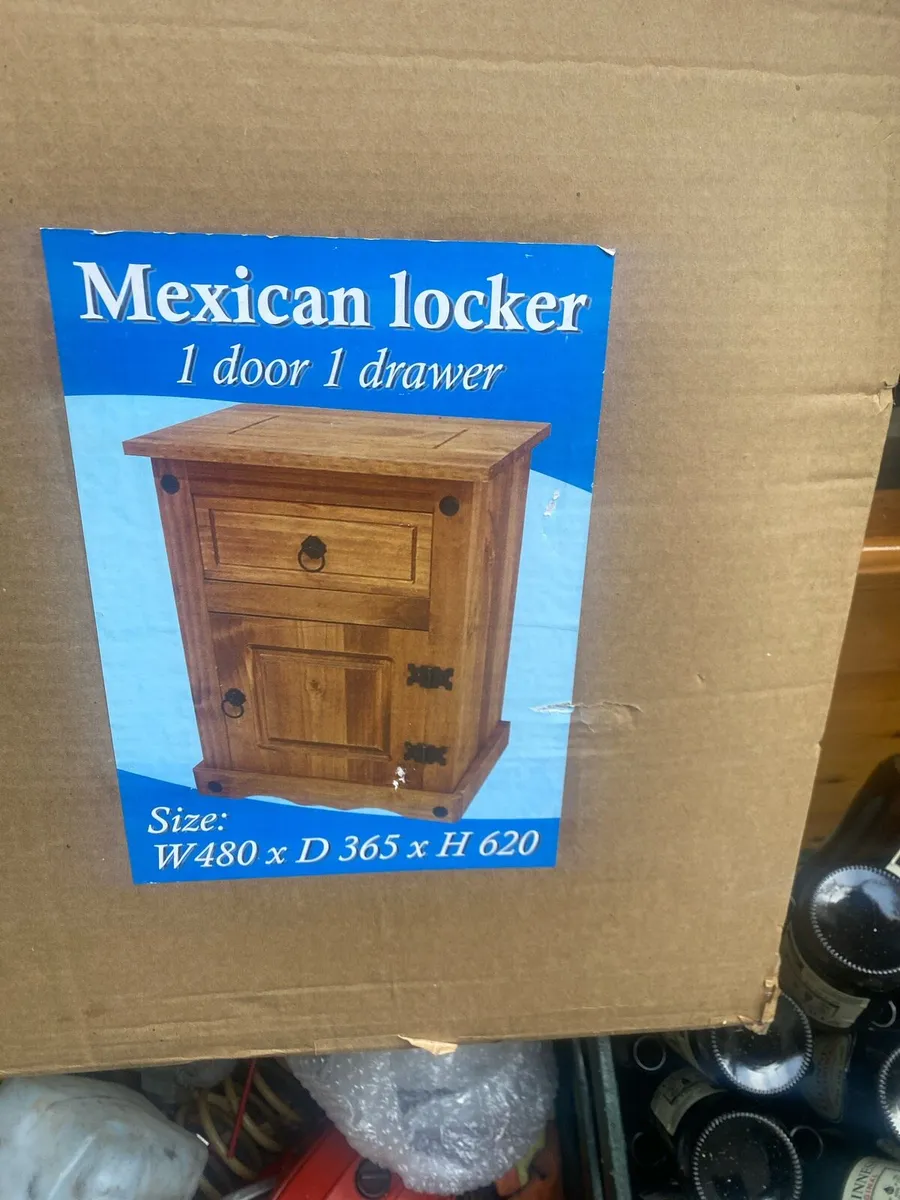 Mexican locker
1 door 1 drawer
Size:
W480 x D 365 x H 620